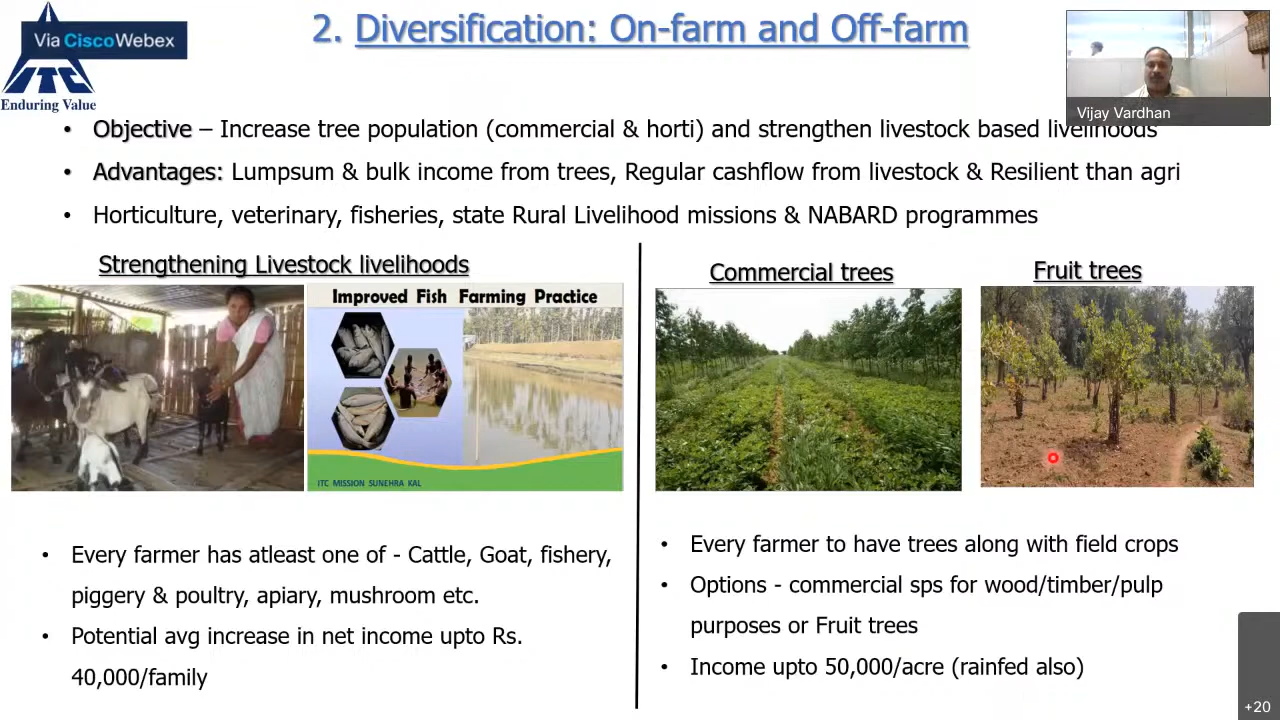 Via CiscoWebex
ITC
Enduring Value
2. Diversification: On-farm and Off-farm
Vijay Vardhan
• Objective – Increase tree population (commercial & horti) and strengthen livestock based livelihoods
• Advantages: Lumpsum & bulk income from trees, Regular cashflow from livestock & Resilient than agri
• Horticulture, veterinary, fisheries, state Rural Livelihood missions & NABARD programmes
Strengthening Livestock livelihoods
Improved Fish Farming Practice
ITC MISSION SUNEHRA KAL
• Every farmer has atleast one of - Cattle, Goat, fishery,
piggery & poultry, apiary, mushroom etc.
• Potential avg increase in net income upto Rs.
40,000/family
Commercial trees
Fruit trees
• Every farmer to have trees along with field crops
• Options - commercial sps for wood/timber/pulp
purposes or Fruit trees
• Income upto 50,000/acre (rainfed also)
+20